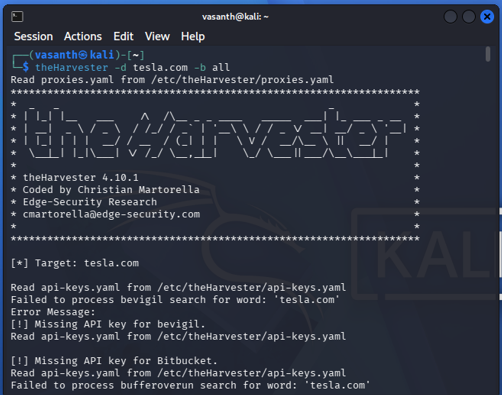 vasanth@kali: ~
Session Actions Edit View Help
┌──(vasanth㉿kali)-[~]
└─$ theHarvester -d tesla.com -b all
Read proxies.yaml from /etc/theHarvester/proxies.yaml
*******************************************************************
theHarvester
* theHarvester 4.10.1 *
* Coded by Christian Martorella *
* Edge-Security Research *
* cmartorella@edge-security.com *
* *
*******************************************************************
[*] Target: tesla.com
Read api-keys.yaml from /etc/theHarvester/api-keys.yaml
Failed to process bevigil search for word: 'tesla.com'
Error Message:
[!] Missing API key for bevigil.
Read api-keys.yaml from /etc/theHarvester/api-keys.yaml
[!] Missing API key for Bitbucket.
Read api-keys.yaml from /etc/theHarvester/api-keys.yaml
Failed to process bufferoverun search for word: 'tesla.com'
KALI